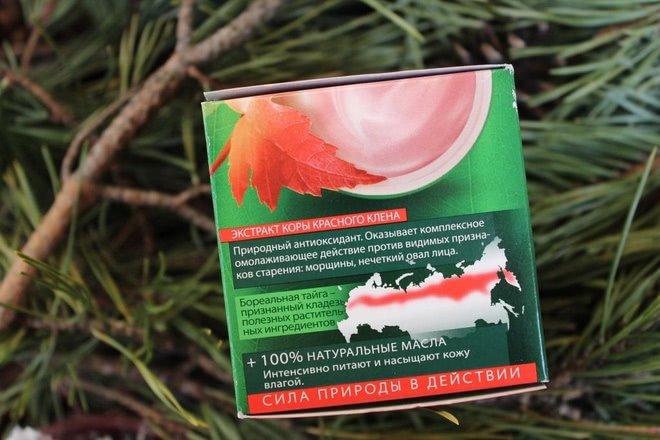 ЭКСТРАКТ КОРЫ КРАСНОГО КЛЕНА
Природный антиоксидант. Оказывает комплексное
омолаживающее действие против видимых призна-
ков старения: морщины, нечеткий овал лица.
Бореальная тайга –
признанный кладезь
полезных раститель-
ных ингредиентов
+ 100% НАТУРАЛЬНЫЕ МАСЛА
Интенсивно питают и насыщают кожу
влагой.
СИЛА ПРИРОДЫ В ДЕЙСТВИИ